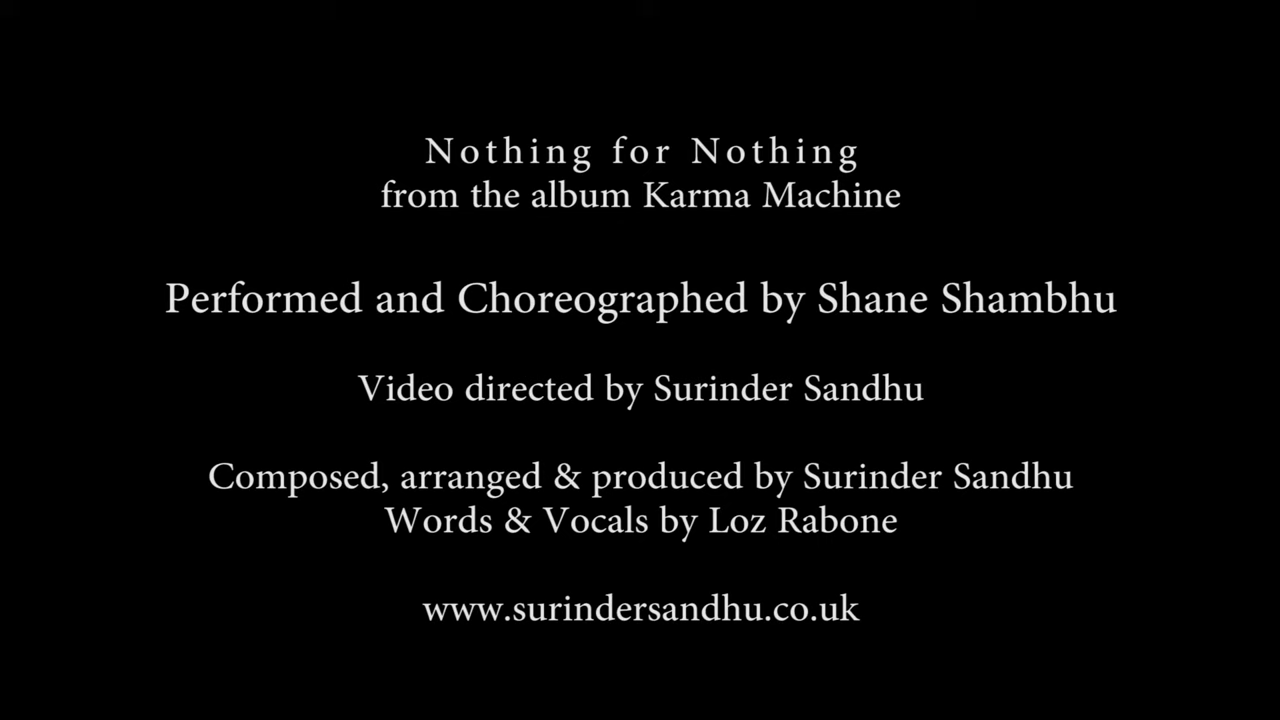 Nothing for Nothing
from the album Karma Machine
Performed and Choreographed by Shane Shambhu
Video directed by Surinder Sandhu
Composed, arranged & produced by Surinder Sandhu
Words & Vocals by Loz Rabone
www.surindersandhu.co.uk